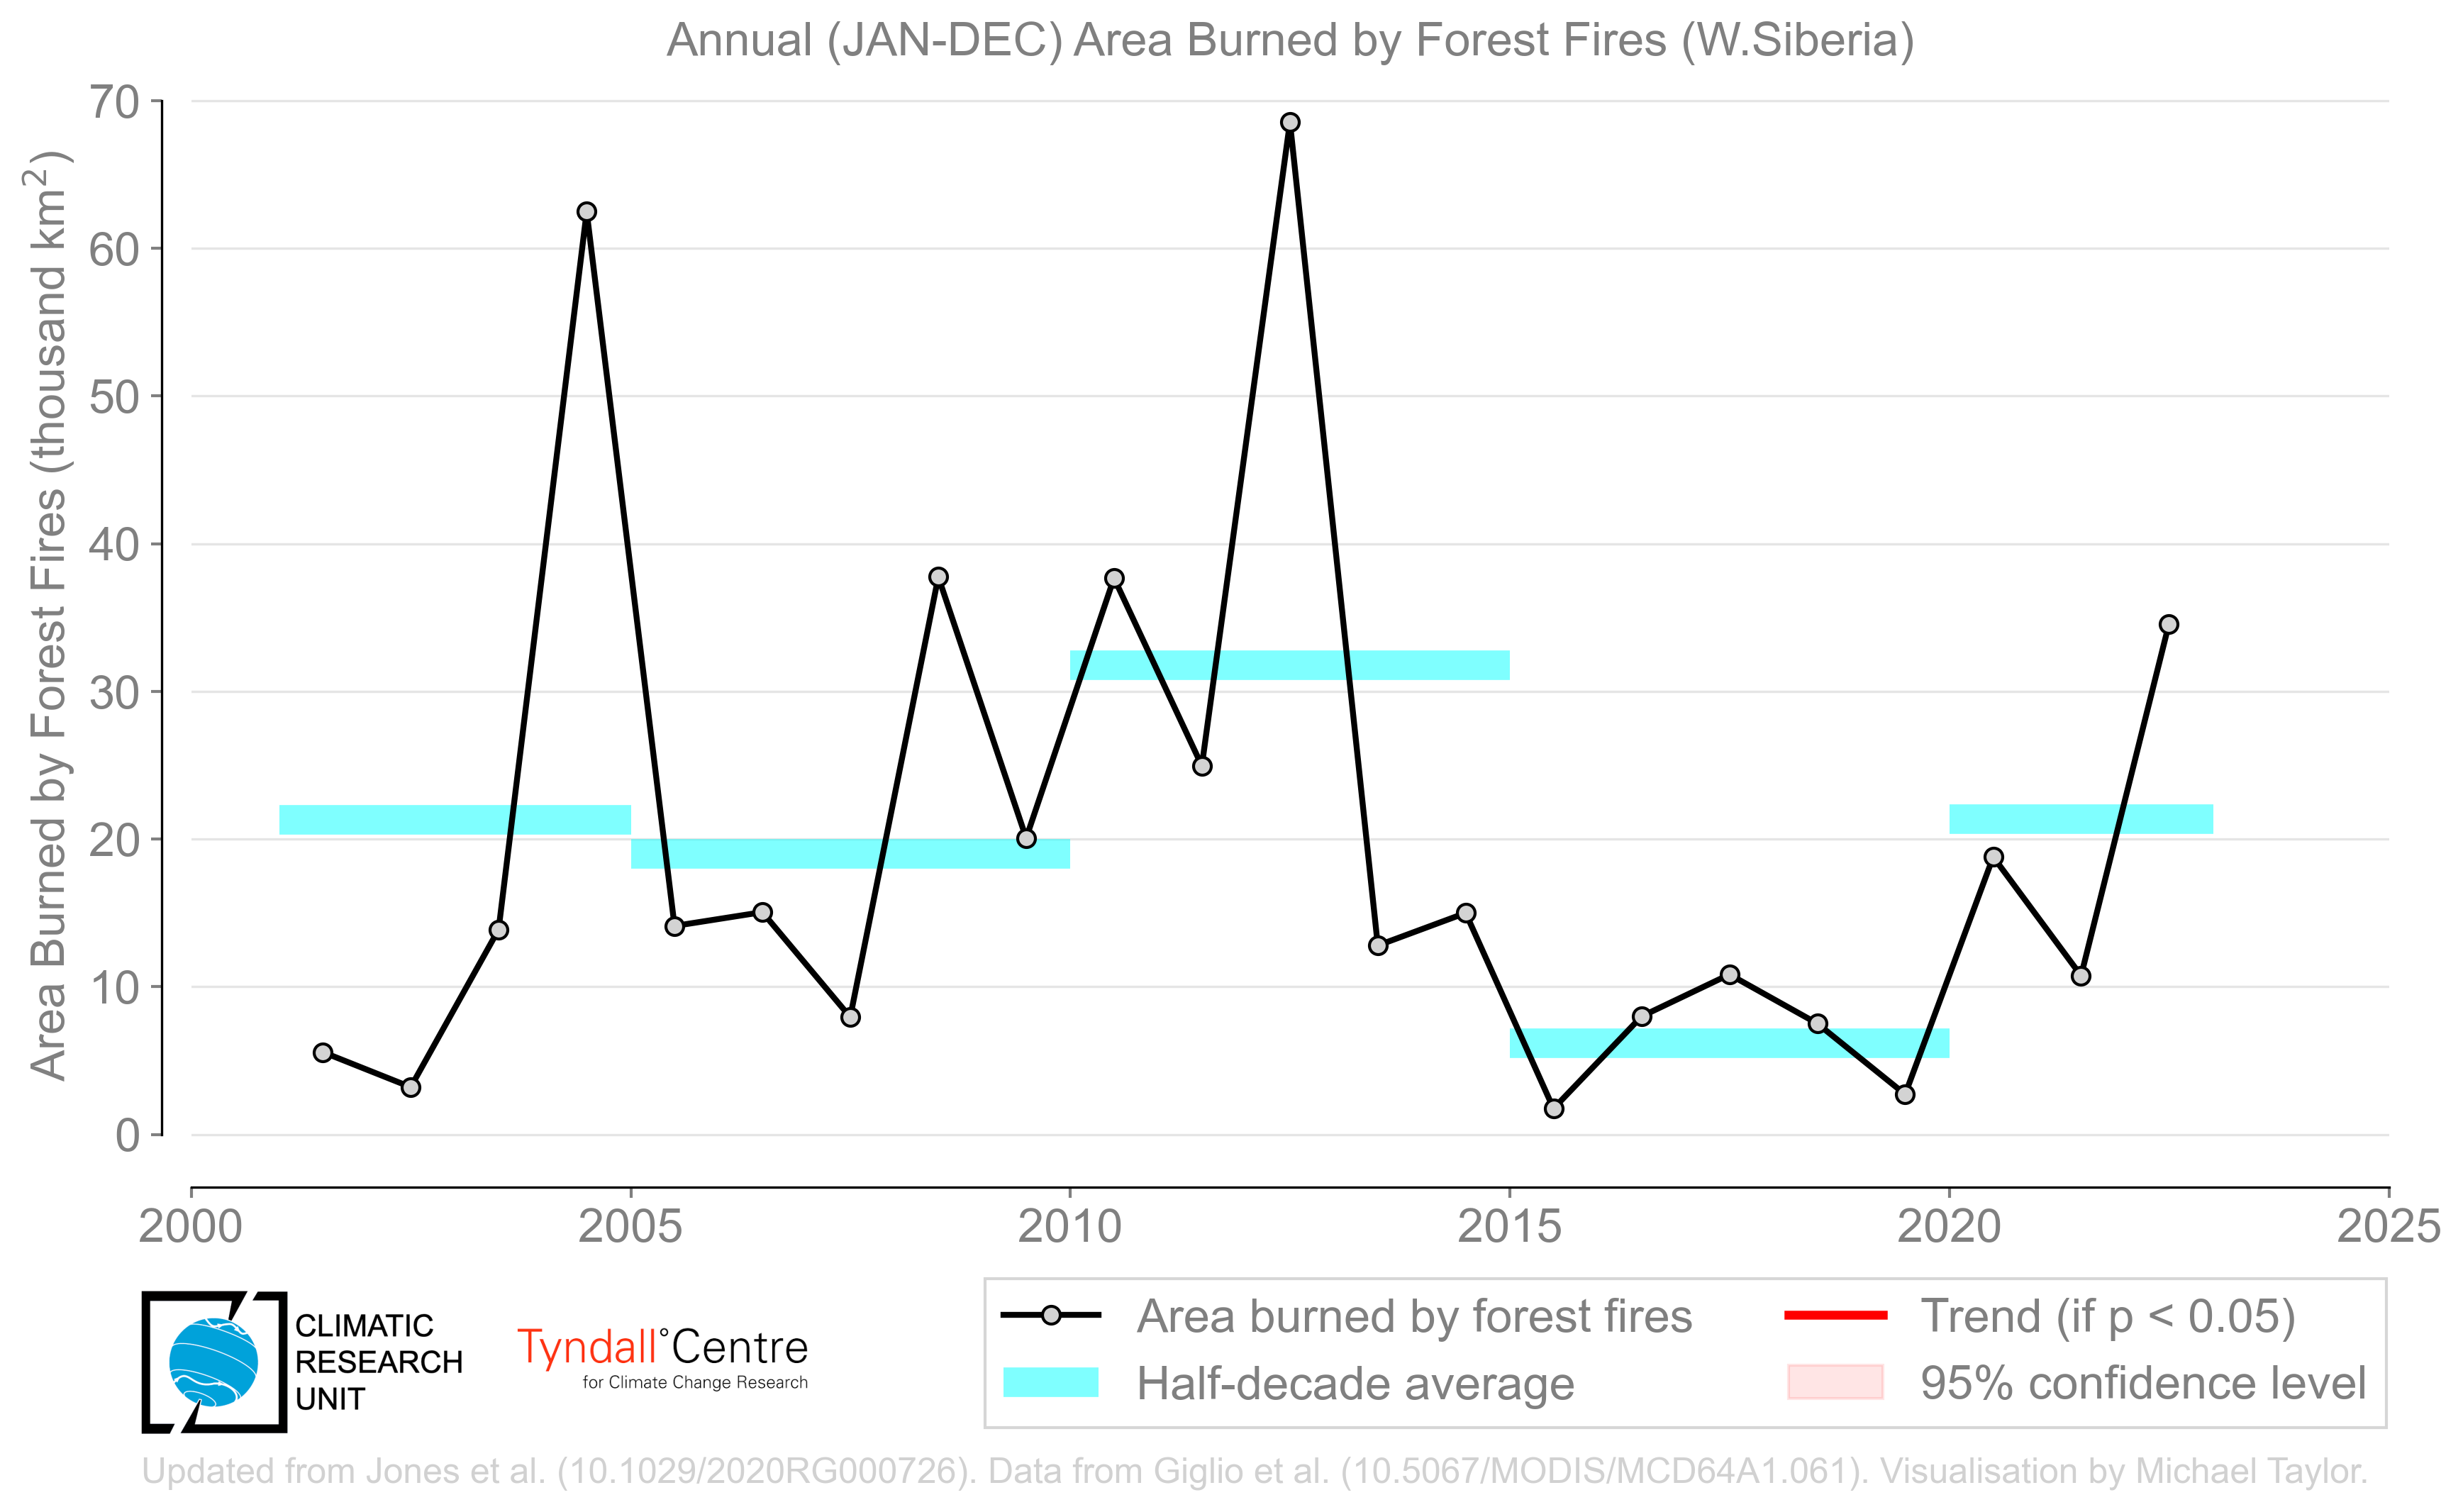 Annual (JAN-DEC) Area Burned by Forest Fires (W.Siberia)
Area Burned by Forest Fires (thousand km²)
70
60
50
40
30
20
10
0
2000 2005 2010 2015 2020 2025
CLIMATIC
RESEARCH
UNIT
Tyndall°Centre
for Climate Change Research
Area burned by forest fires
Half-decade average
Trend (if p < 0.05)
95% confidence level
Updated from Jones et al. (10.1029/2020RG000726). Data from Giglio et al. (10.5067/MODIS/MCD64A1.061). Visualisation by Michael Taylor.